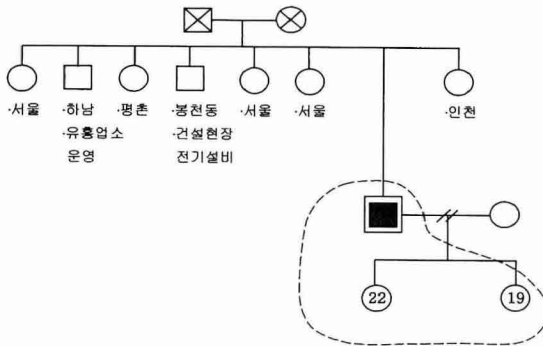 ·서울
·하남
·유흥업소
운영
·평촌
·봉천동
·건설현장
전기설비
·서울
·서울
·인천
22
19